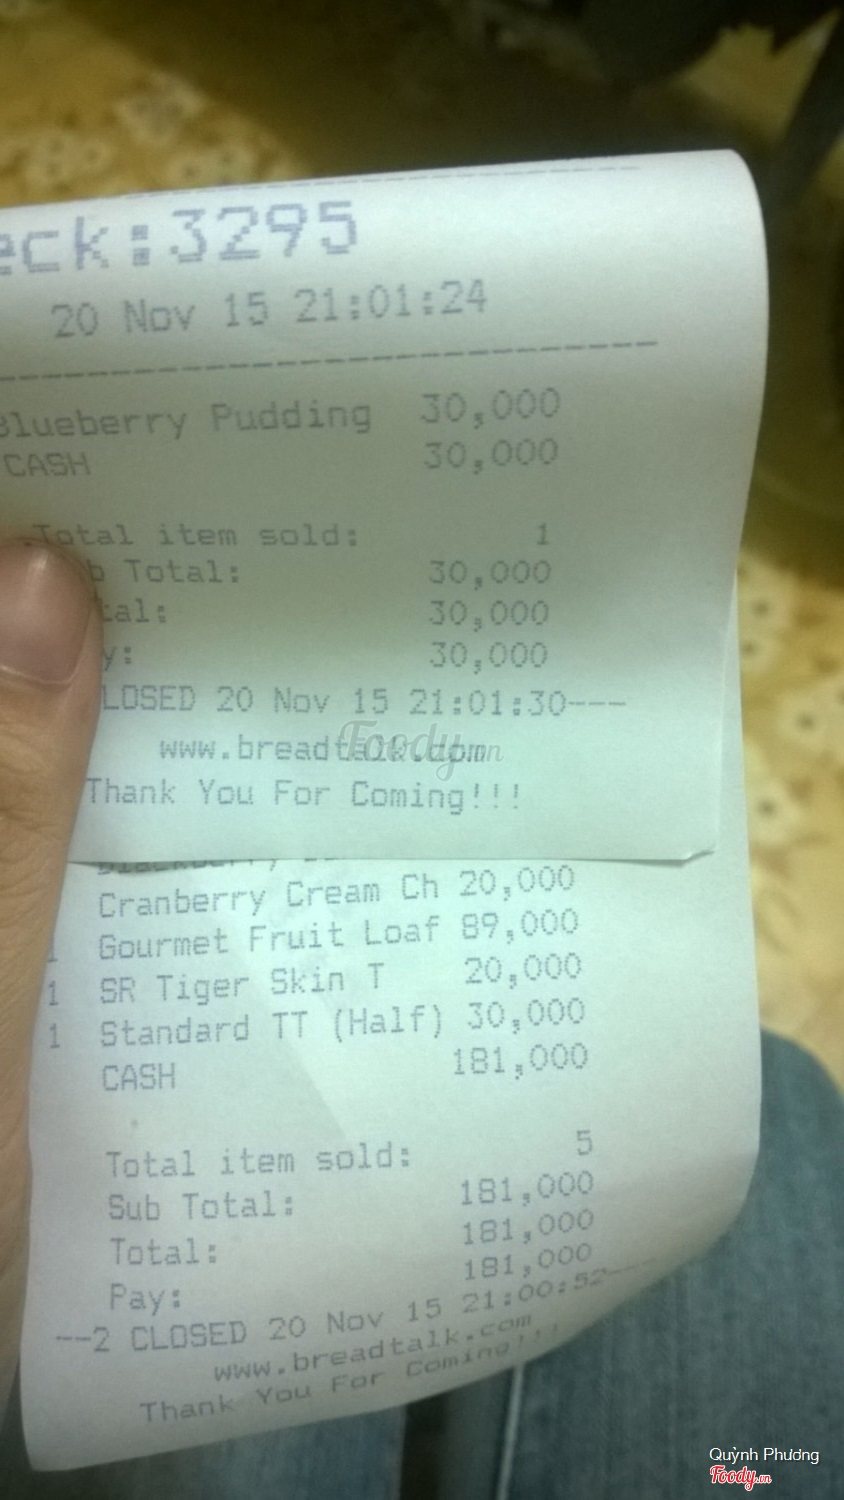 eck:3295
20 Nov 15 21:01:24
Blueberry Pudding 30,000
CASH 30,000
Total item sold: 1
b Total: 30,000
tal: 30,000
y: 30,000
LOSED 20 Nov 15 21:01:30---
www.breadtalk.com
Foody.vn
Thank You For Coming!!!
Cranberry Cream Ch 20,000
1 Gourmet Fruit Loaf 89,000
1 SR Tiger Skin T 20,000
1 Standard TT (Half) 30,000
CASH 181,000
Total item sold: 5
Sub Total: 181,000
Total: 181,000
Pay: 181,000
--2 CLOSED 20 Nov 15 21:00:52---
www.breadtalk.com
Thank You For Coming!!!
Quỳnh Phương
Foody.vn